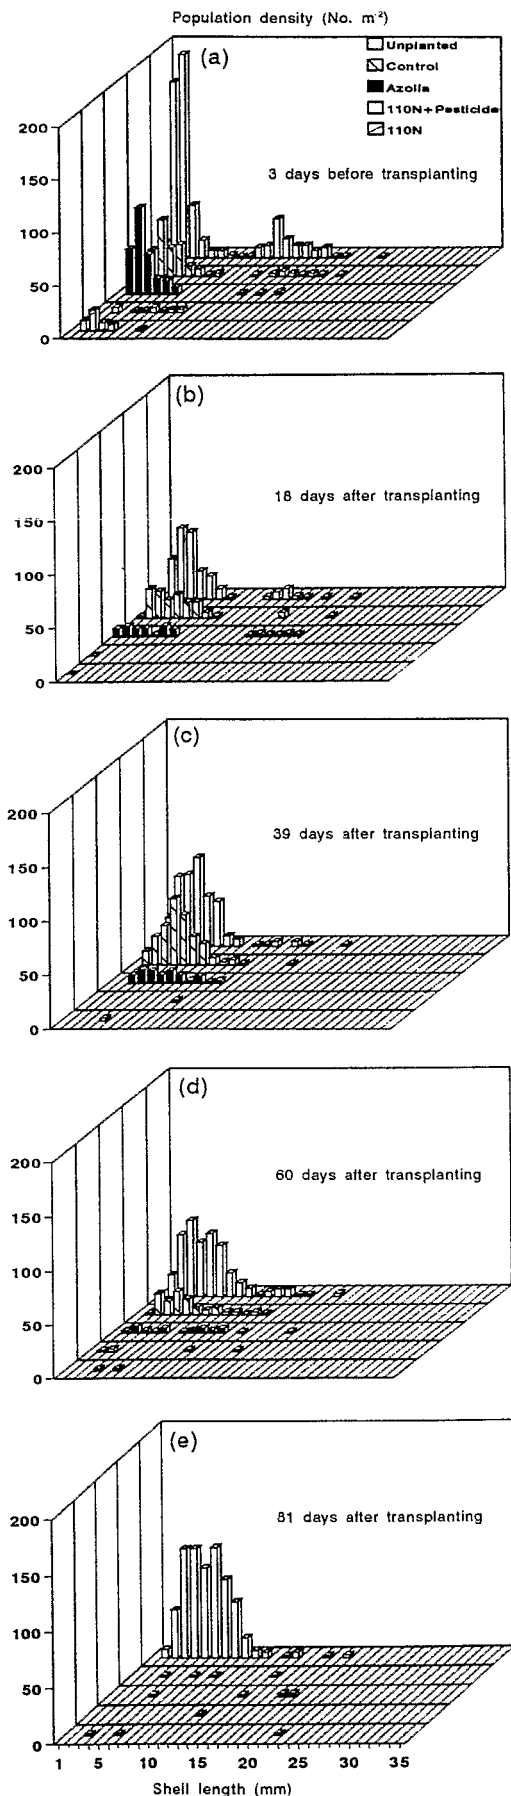 Population density (No. m⁻²)
(a)
Unplanted
Control
Azolla
110N+Pesticide
110N
3 days before transplanting
200
150
100
50
0
(b)
18 days after transplanting
200
150
100
50
0
(c)
39 days after transplanting
200
150
100
50
0
(d)
60 days after transplanting
200
150
100
50
0
(e)
81 days after transplanting
200
150
100
50
0
1 5 10 15 20 25 30 35
Shell length (mm)